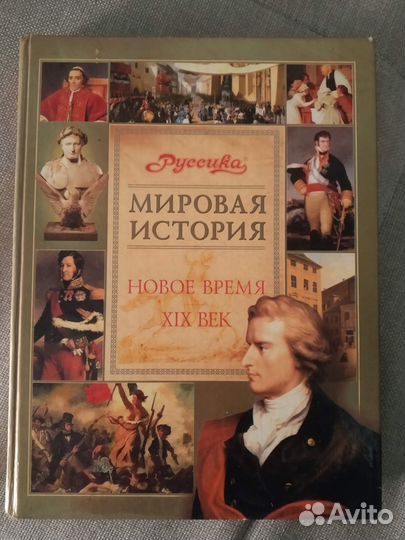 Руссика
МИРОВАЯ
ИСТОРИЯ
НОВОЕ ВРЕМЯ
XIX ВЕК
Avito